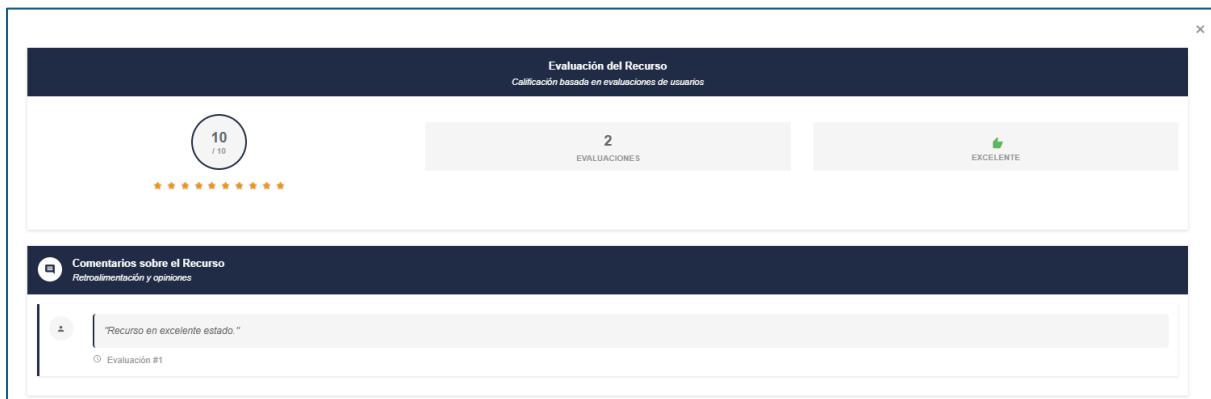 ×
Evaluación del Recurso
Calificación basada en evaluaciones de usuarios
10
/ 10
2
EVALUACIONES
EXCELENTE
Comentarios sobre el Recurso
Retroalimentación y opiniones
"Recurso en excelente estado."
Evaluación #1